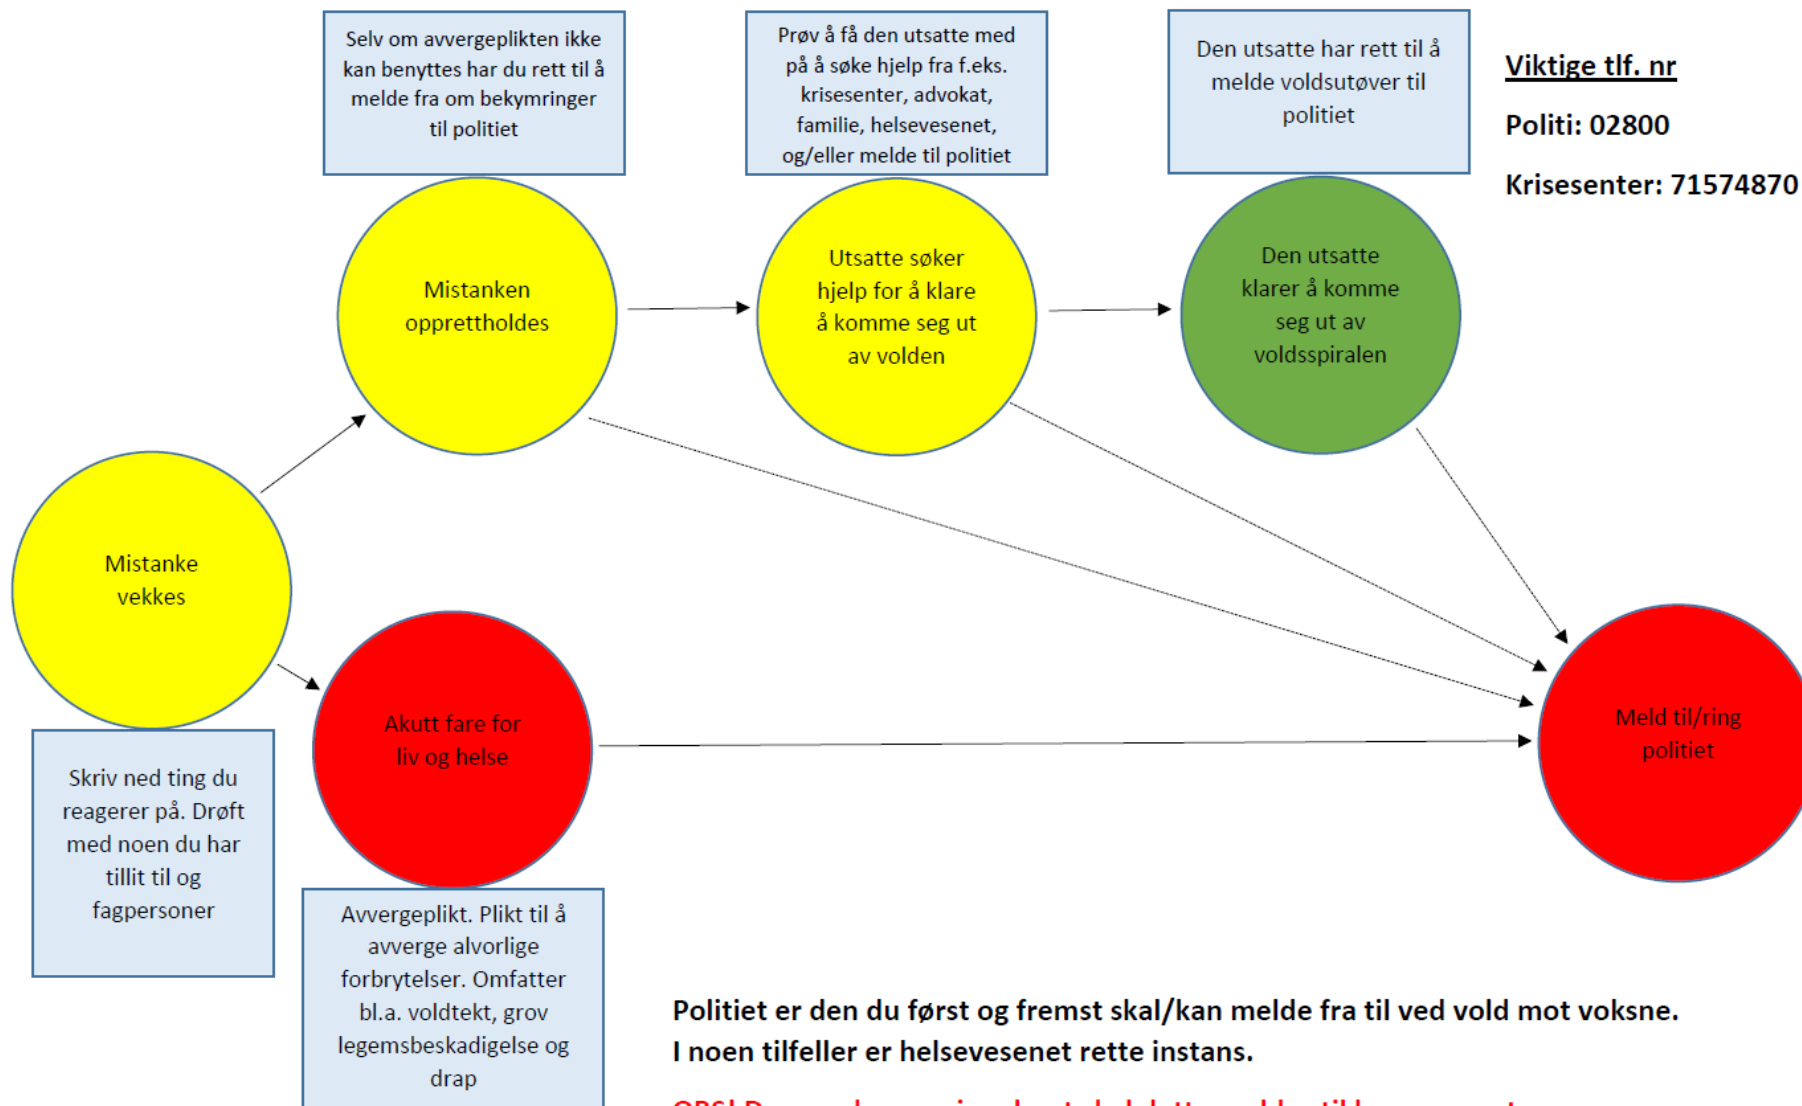 Selv om avvergeplikten ikke
kan benyttes har du rett til å
melde fra om bekymringer
til politiet
Prøv å få den utsatte med
på å søke hjelp fra f.eks.
krisesenter, advokat,
familie, helsevesenet,
og/eller melde til politiet
Den utsatte har rett til å
melde voldsutøver til
politiet
Viktige tlf. nr
Politi: 02800
Krisesenter: 71574870
Mistanken
opprettholdes
Utsatte søker
hjelp for å klare
å komme seg ut
av volden
Den utsatte
klarer å komme
seg ut av
voldsspiralen
Mistanke
vekkes
Akutt fare for
liv og helse
Meld til/ring
politiet
Skriv ned ting du
reagerer på. Drøft
med noen du har
tillit til og
fagpersoner
Avvergeplikt. Plikt til å
avverge alvorlige
forbrytelser. Omfatter
bl.a. voldtekt, grov
legemsbeskadigelse og
drap
Politiet er den du først og fremst skal/kan melde fra til ved vold mot voksne.
I noen tilfeller er helsevesenet rette instans.